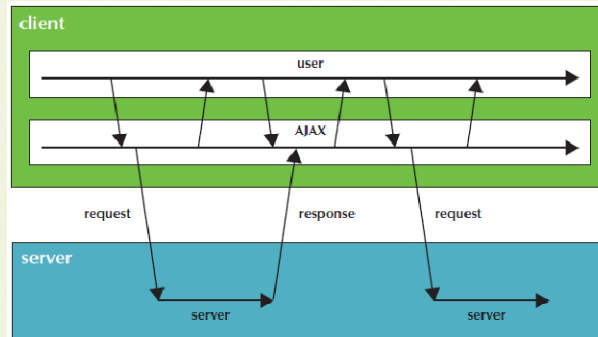 client
user
AJAX
request
response
request
server
server
server